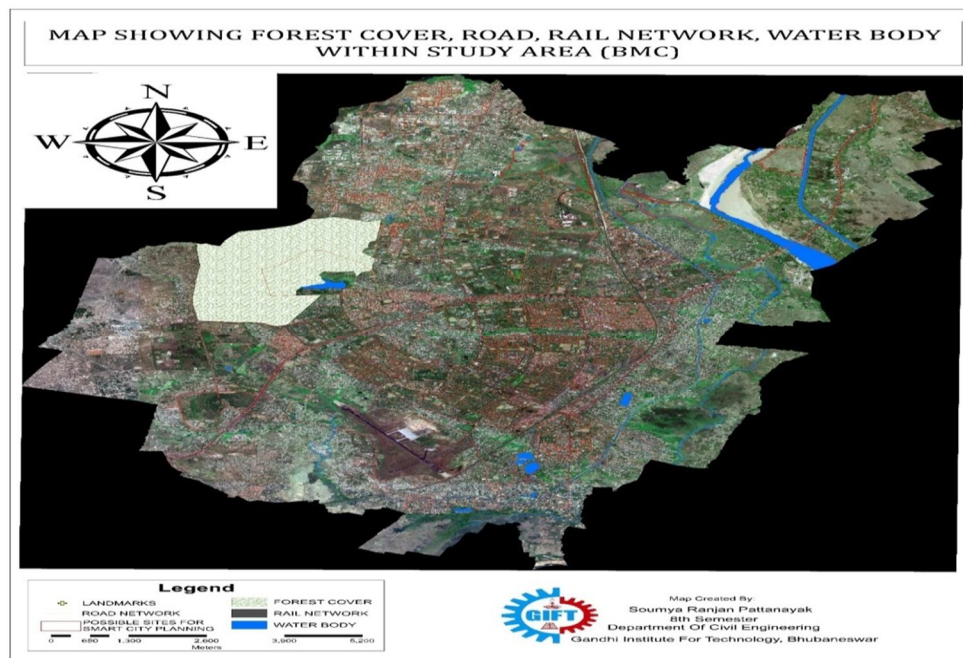 MAP SHOWING FOREST COVER, ROAD, RAIL NETWORK, WATER BODY
WITHIN STUDY AREA (BMC)
N
W E
S
Legend
LANDMARKS
ROAD NETWORK
POSSIBLE SITES FOR
SMART CITY PLANNING
FOREST COVER
RAIL NETWORK
WATER BODY
0 650 1,300 2,600 3,900 5,200
Meters
GIFT
Map Created By:
Soumya Ranjan Pattanayak
8th Semester
Department Of Civil Engineering
Gandhi Institute For Technology, Bhubaneswar